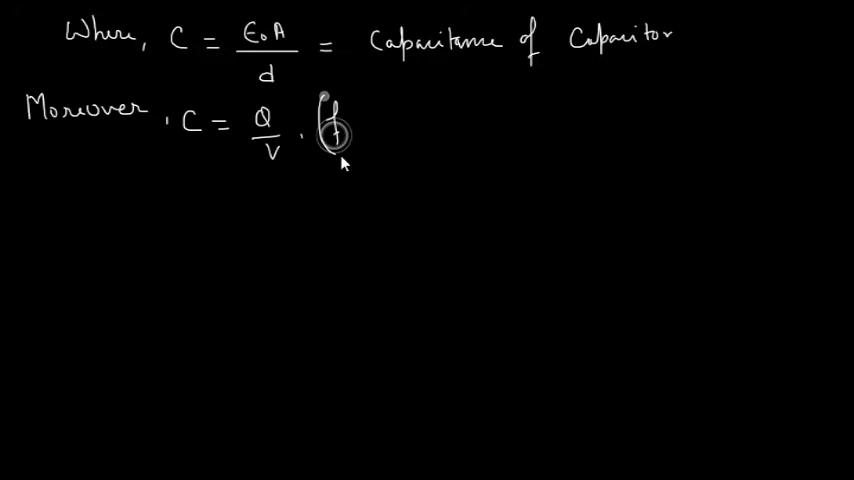 Where, C = ε₀A / d = Capacitance of Capacitor
Moreover, C = Q / V . (